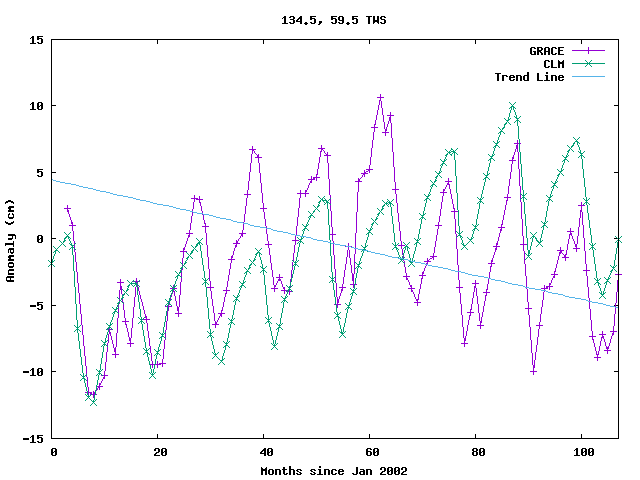 134.5, 59.5 TWS
GRACE
CLM
Trend Line
15
10
5
0
-5
-10
-15
Anomaly (cm)
0 20 40 60 80 100
Months since Jan 2002